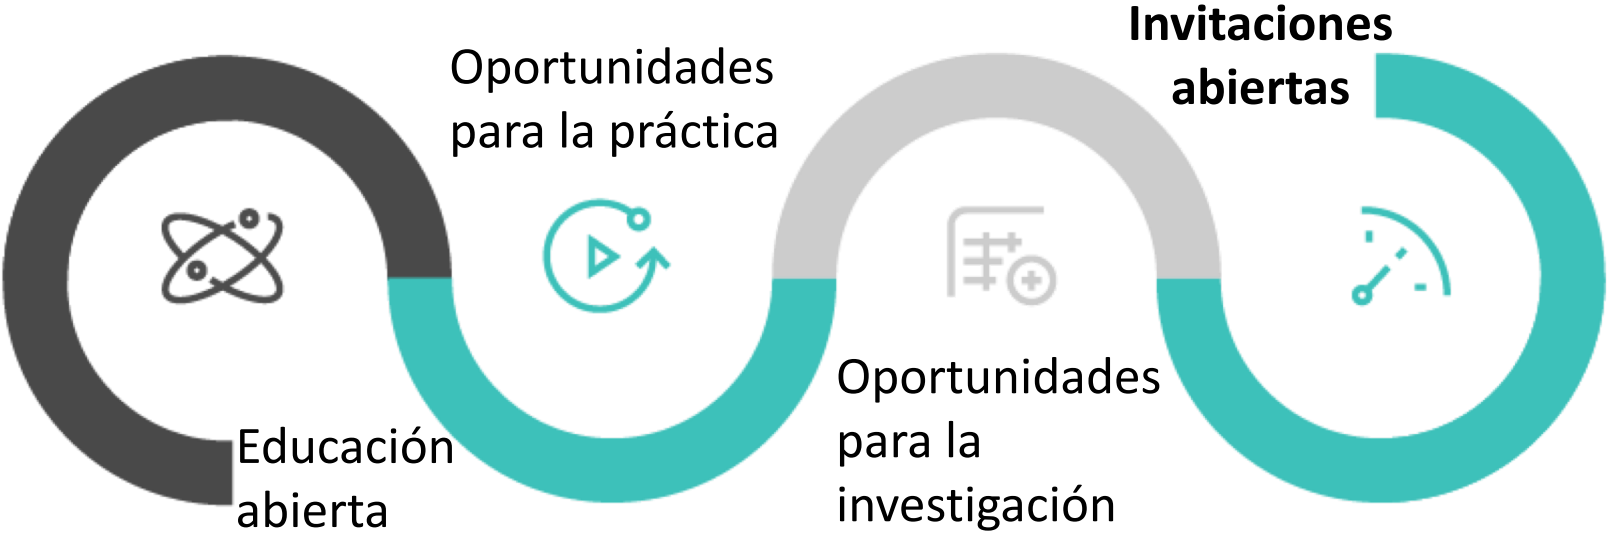 Educación
abierta
Oportunidades
para la práctica
Oportunidades
para la
investigación
Invitaciones
abiertas